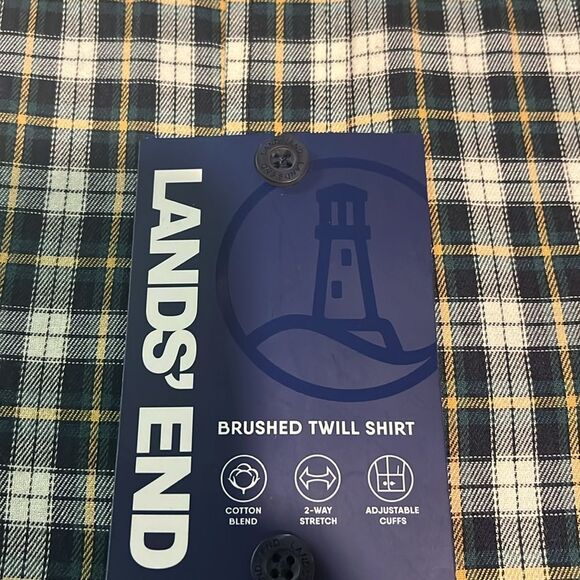 LANDS' END
BRUSHED TWILL SHIRT
COTTON
BLEND
2-WAY
STRETCH
ADJUSTABLE
CUFFS